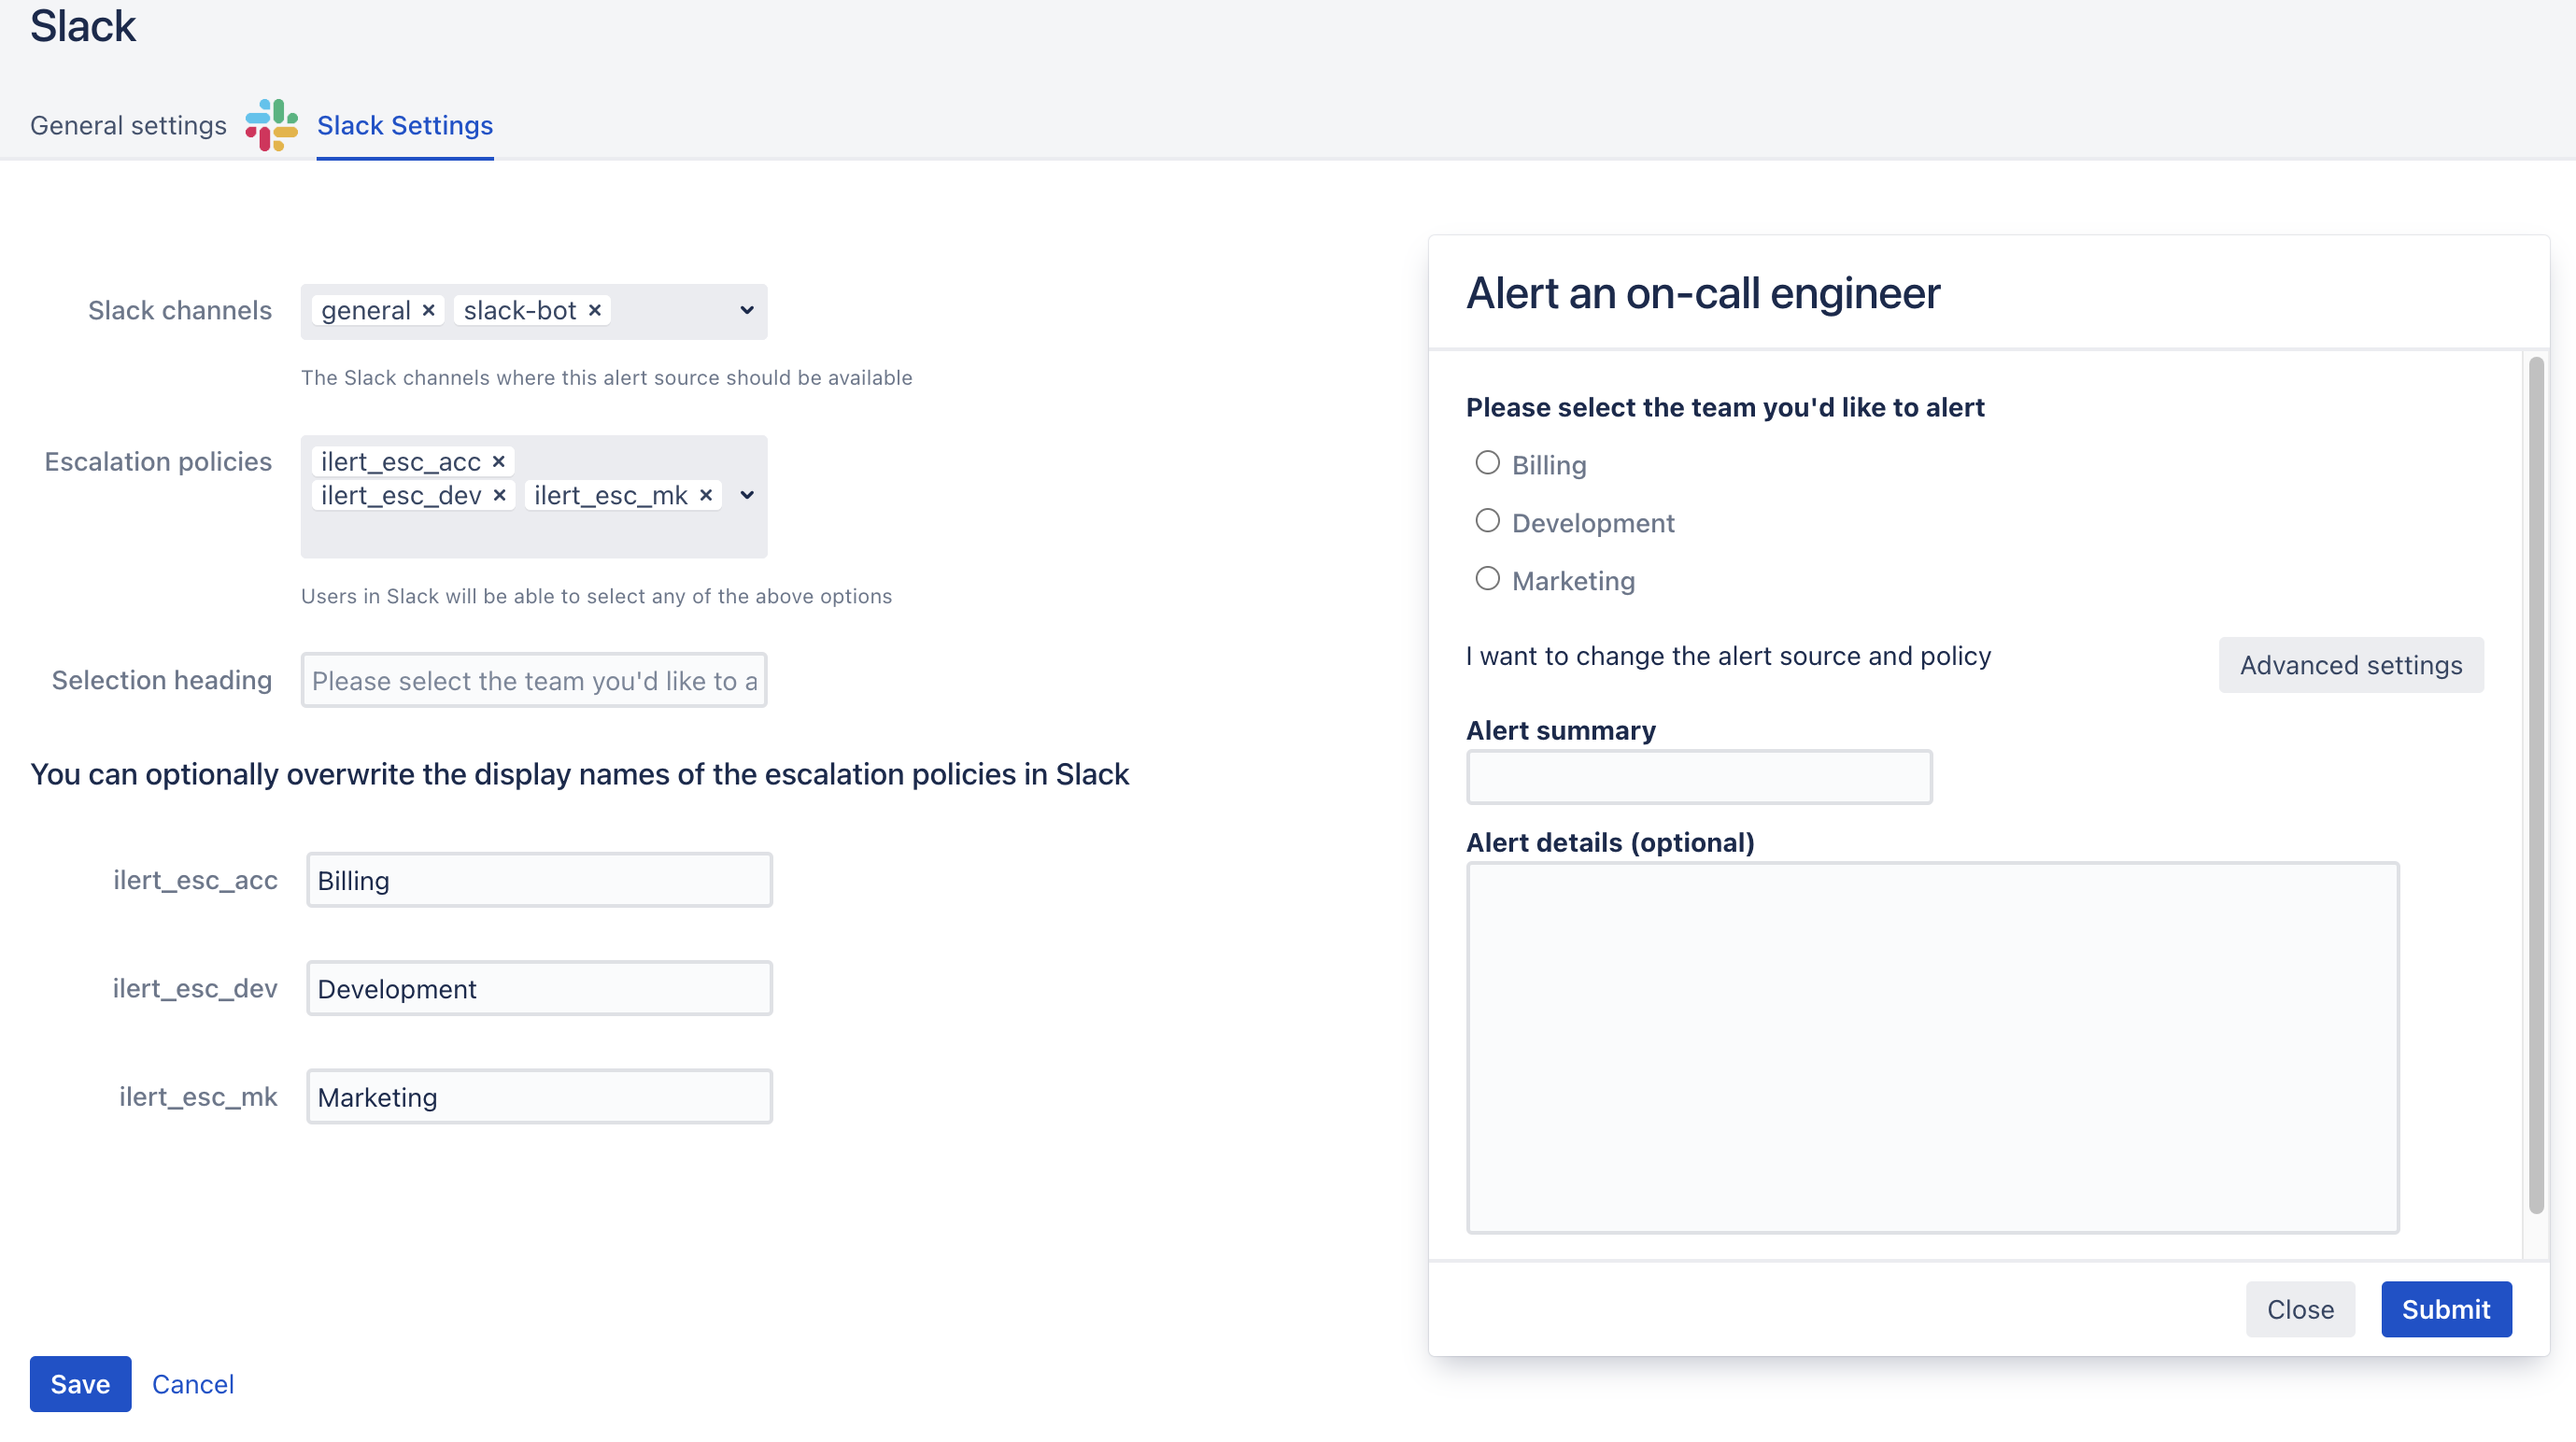 Slack
General settings
Slack Settings
Slack channels
general ×
slack-bot ×
The Slack channels where this alert source should be available
Escalation policies
ilert_esc_acc ×
ilert_esc_dev × ilert_esc_mk ×
Users in Slack will be able to select any of the above options
Selection heading
Please select the team you'd like to a
You can optionally overwrite the display names of the escalation policies in Slack
ilert_esc_acc
Billing
ilert_esc_dev
Development
ilert_esc_mk
Marketing
Save
Cancel
Alert an on-call engineer
Please select the team you'd like to alert
Billing
Development
Marketing
I want to change the alert source and policy
Advanced settings
Alert summary
Alert details (optional)
Close
Submit